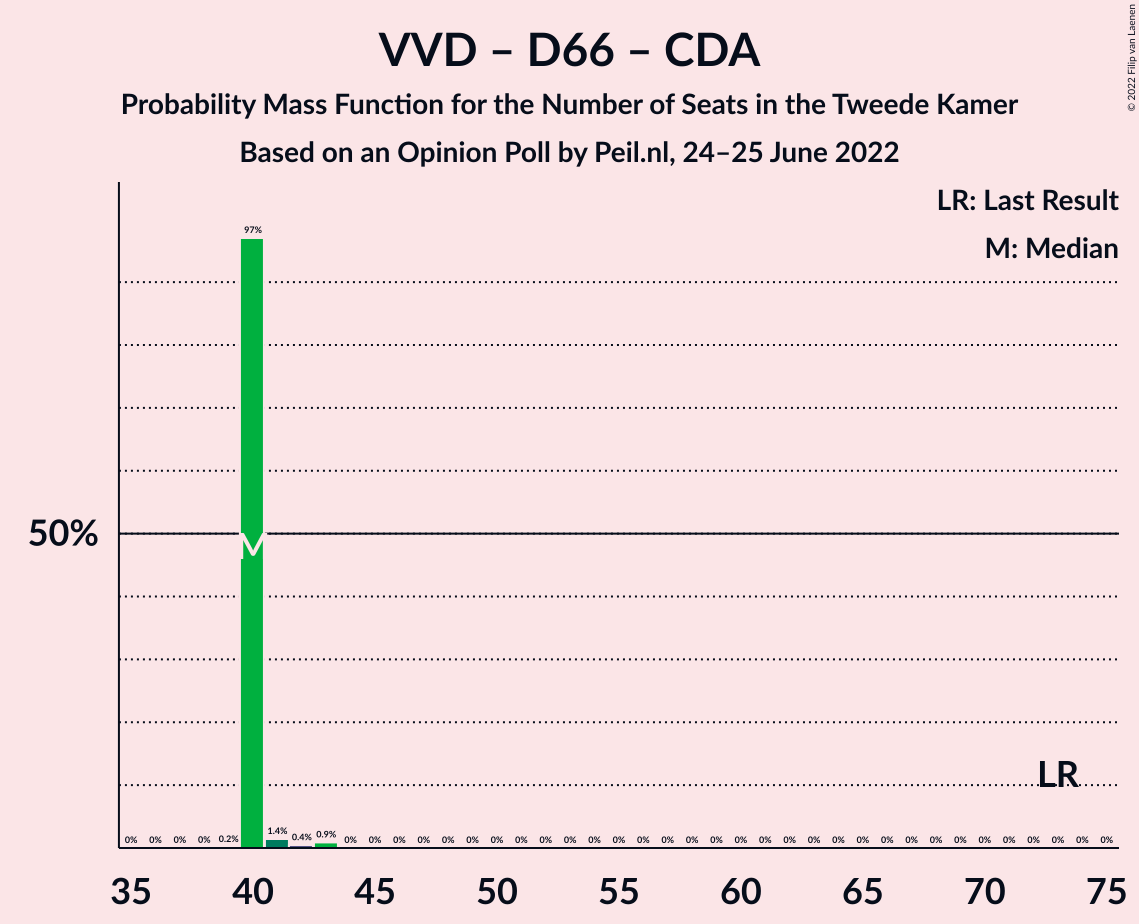 VVD – D66 – CDA
Probability Mass Function for the Number of Seats in the Tweede Kamer
Based on an Opinion Poll by Peil.nl, 24–25 June 2022
© 2022 Filip van Laenen
LR: Last Result
M: Median
97%
50%
M
LR
0% 0% 0% 0% 0.2% 1.4% 0.4% 0.9% 0% 0% 0% 0% 0% 0% 0% 0% 0% 0% 0% 0% 0% 0% 0% 0% 0% 0% 0% 0% 0% 0% 0% 0% 0% 0% 0% 0% 0% 0% 0% 0%
35 40 45 50 55 60 65 70 75